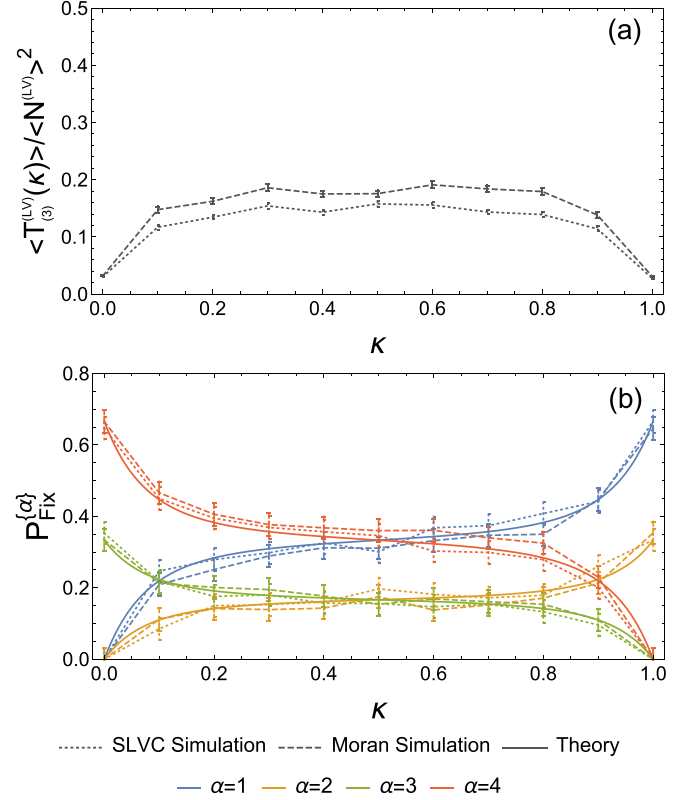 (a)
<T₍₃₎⁽ᴸⱽ⁾(κ)>/<N⁽ᴸⱽ⁾>²
0.5
0.4
0.3
0.2
0.1
0.0
0.0 0.2 0.4 0.6 0.8 1.0
κ
(b)
P_Fix^{α}
0.8
0.6
0.4
0.2
0.0
0.0 0.2 0.4 0.6 0.8 1.0
κ
SLVC Simulation Moran Simulation Theory
α=1 α=2 α=3 α=4